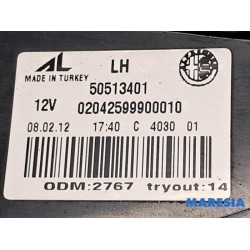 AL LH
MADE IN TURKEY 50513401
12V 02042599900010
08.02.12 17:40 C 4030 01
ODM:2767 tryout:14
MARESIA